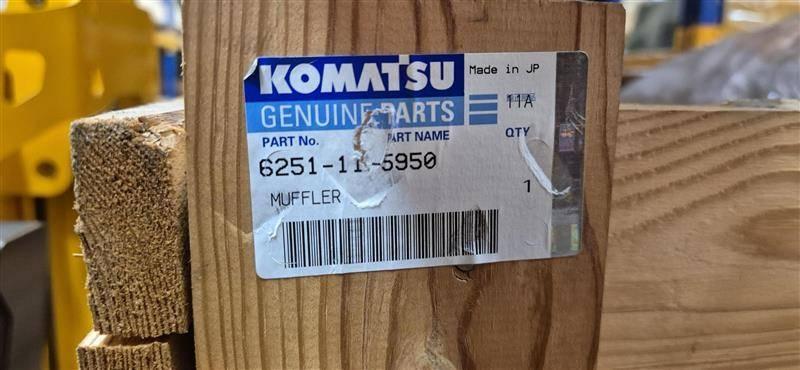 KOMATSU
Made in JP
GENUINE PARTS
11A
PART No. PART NAME QTY
6251-11-5950
MUFFLER
1